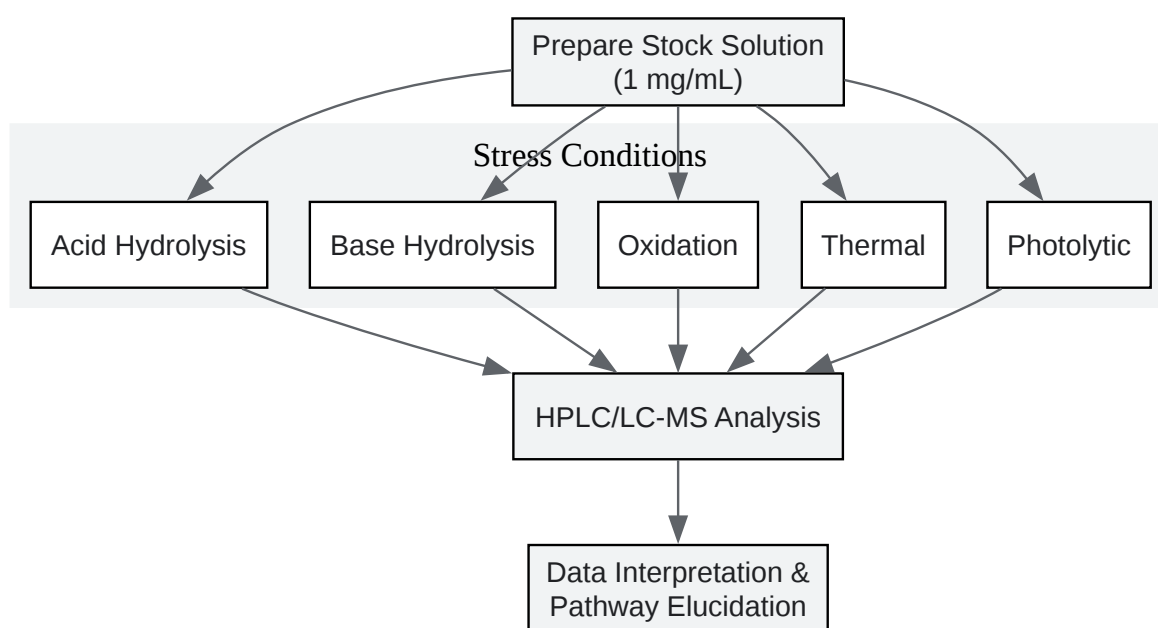 Prepare Stock Solution
(1 mg/mL)
Stress Conditions
Acid Hydrolysis
Base Hydrolysis
Oxidation
Thermal
Photolytic
HPLC/LC-MS Analysis
Data Interpretation &
Pathway Elucidation